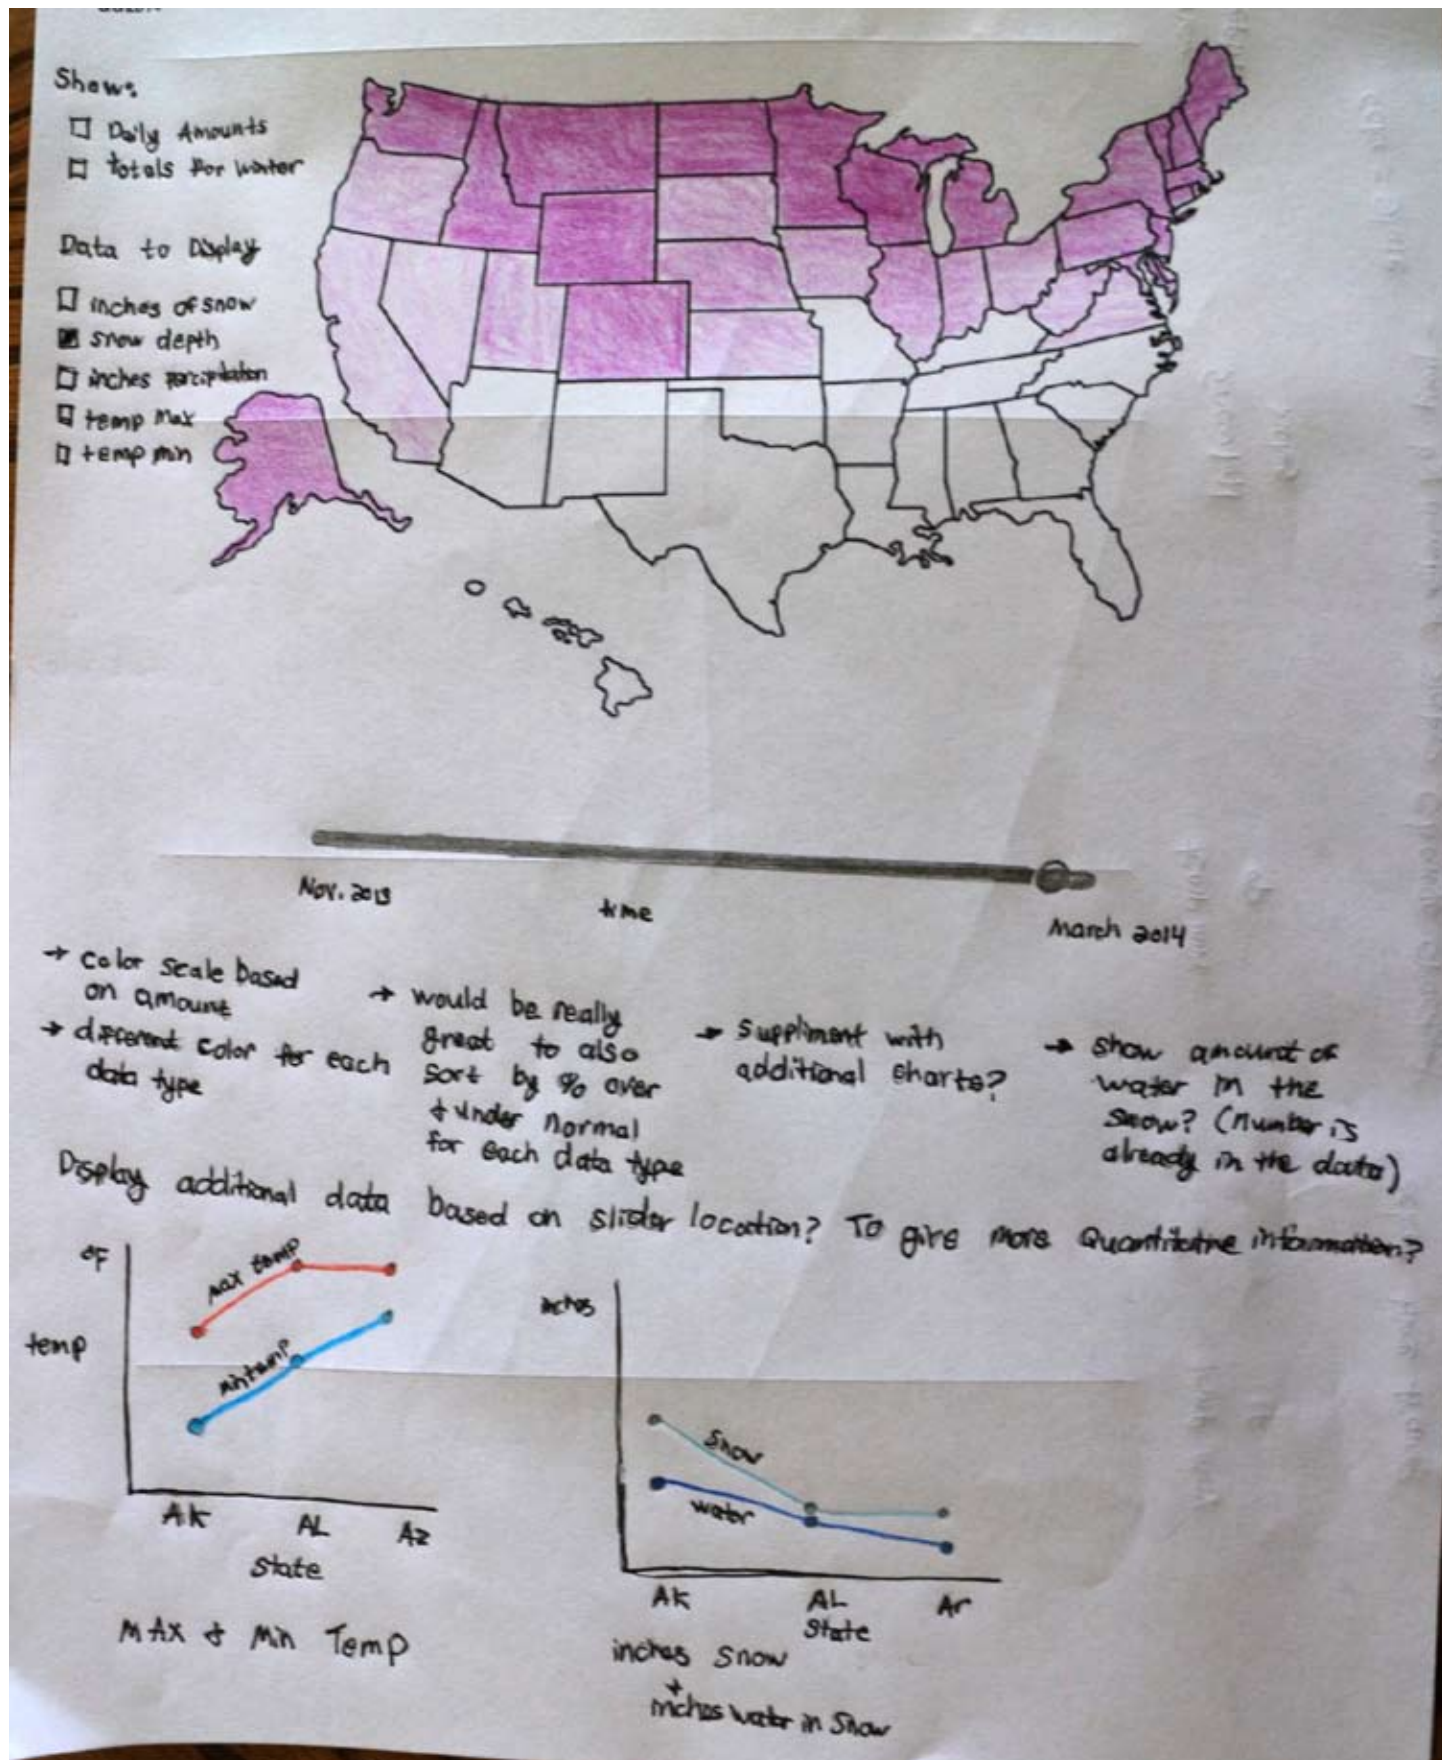 Show:
Daily Amounts
totals for winter
Data to Display
inches of snow
snow depth
inches percipitation
temp Max
temp min
Nov. 2013
time
March 2014
→ color scale based
on amount
→ different color for each
data type
→ would be really
great to also
sort by % over
+ under normal
for each data type
→ suppliment with
additional charts?
→ show amount of
water in the
snow? (number is
already in the data)
Display additional data based on slider location? To give more Quantitative information?
°F
temp
max temp
min temp
AK
AL
Az
State
MAX & Min Temp
inches
Snow
water
AK
AL
Ar
State
inches snow
+
inches water in snow